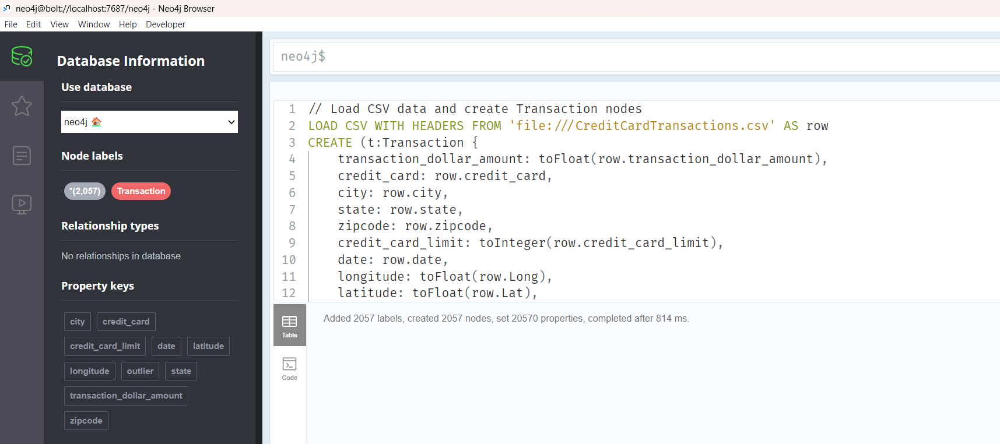 neo4j@bolt://localhost:7687/neo4j - Neo4j Browser
File Edit View Window Help Developer
Database Information
Use database
neo4j 🏠
Node labels
*(2,057) Transaction
Relationship types
No relationships in database
Property keys
city credit_card
credit_card_limit date latitude
longitude outlier state
transaction_dollar_amount
zipcode
neo4j$
1 // Load CSV data and create Transaction nodes
2 LOAD CSV WITH HEADERS FROM 'file:///CreditCardTransactions.csv' AS row
3 CREATE (t:Transaction {
4 transaction_dollar_amount: toFloat(row.transaction_dollar_amount),
5 credit_card: row.credit_card,
6 city: row.city,
7 state: row.state,
8 zipcode: row.zipcode,
9 credit_card_limit: toInteger(row.credit_card_limit),
10 date: row.date,
11 longitude: toFloat(row.Long),
12 latitude: toFloat(row.Lat),
Table
Code
Added 2057 labels, created 2057 nodes, set 20570 properties, completed after 814 ms.